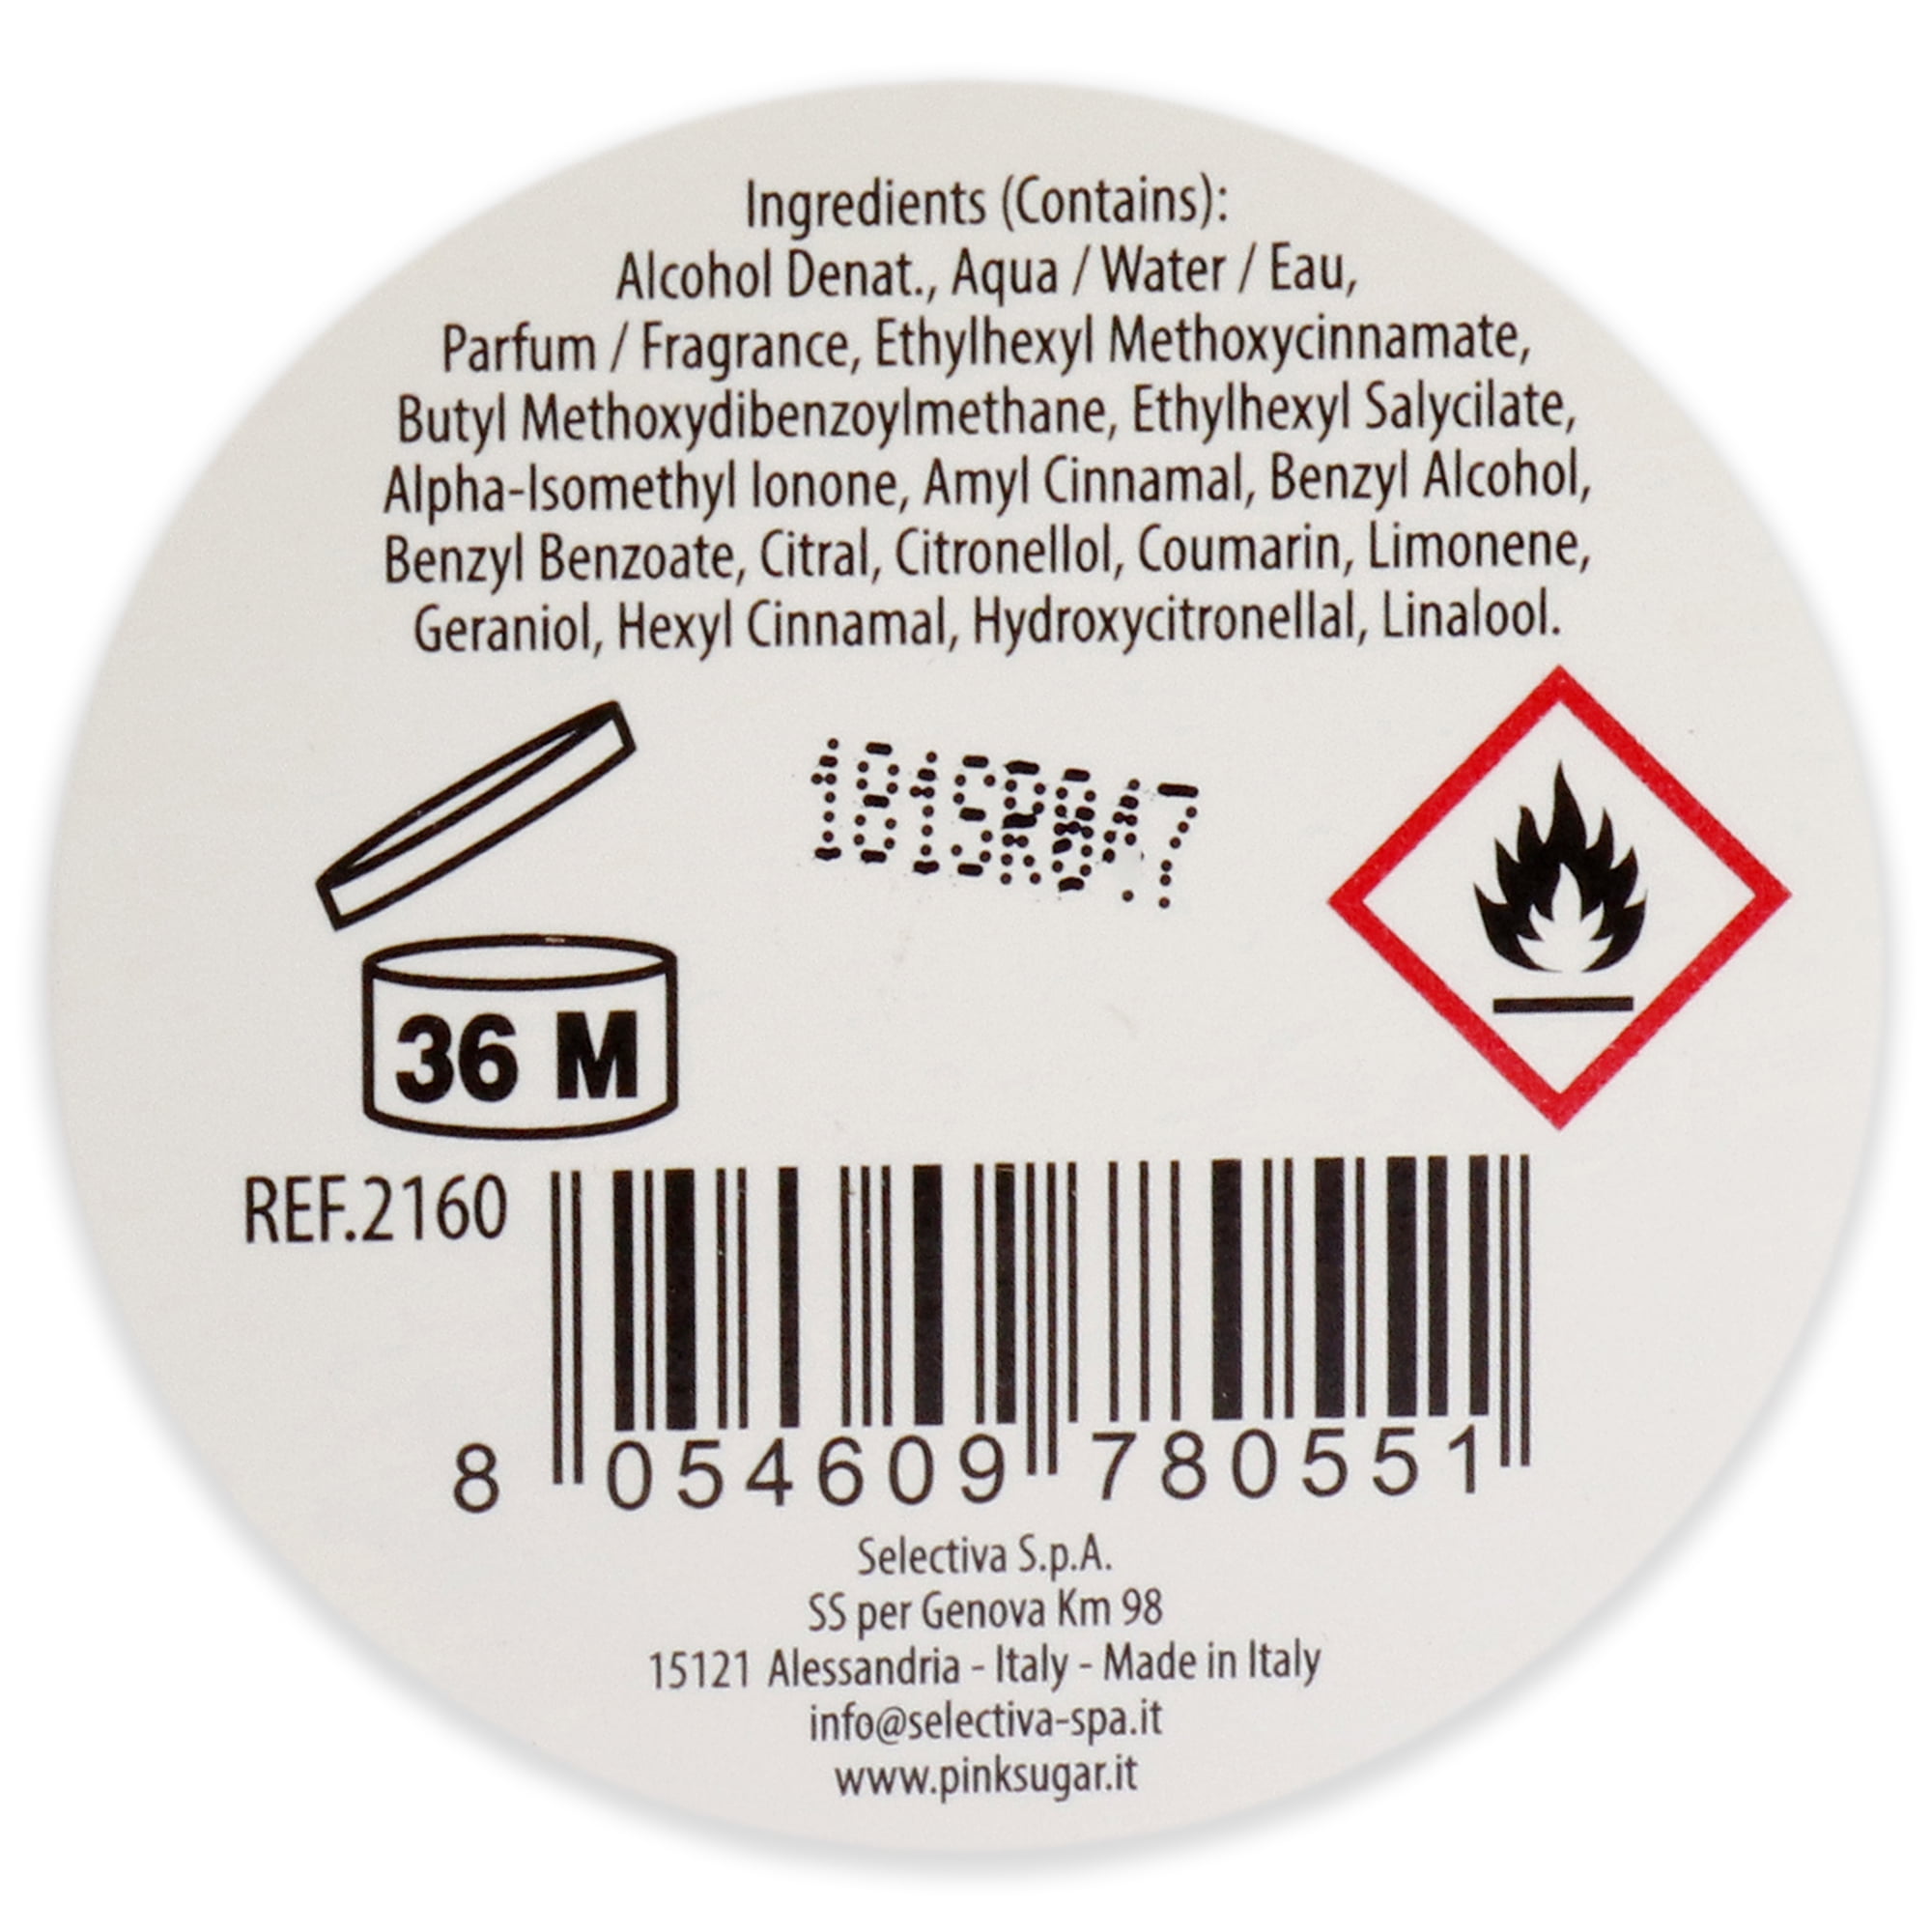 Ingredients (Contains):
Alcohol Denat., Aqua / Water / Eau,
Parfum / Fragrance, Ethylhexyl Methoxycinnamate,
Butyl Methoxydibenzoylmethane, Ethylhexyl Salycilate,
Alpha-Isomethyl Ionone, Amyl Cinnamal, Benzyl Alcohol,
Benzyl Benzoate, Citral, Citronellol, Coumarin, Limonene,
Geraniol, Hexyl Cinnamal, Hydroxycitronellal, Linalool.
36 M
REF.2160
8 054609 780551
Selectiva S.p.A.
SS per Genova Km 98
15121 Alessandria - Italy - Made in Italy
info@selectiva-spa.it
www.pinksugar.it